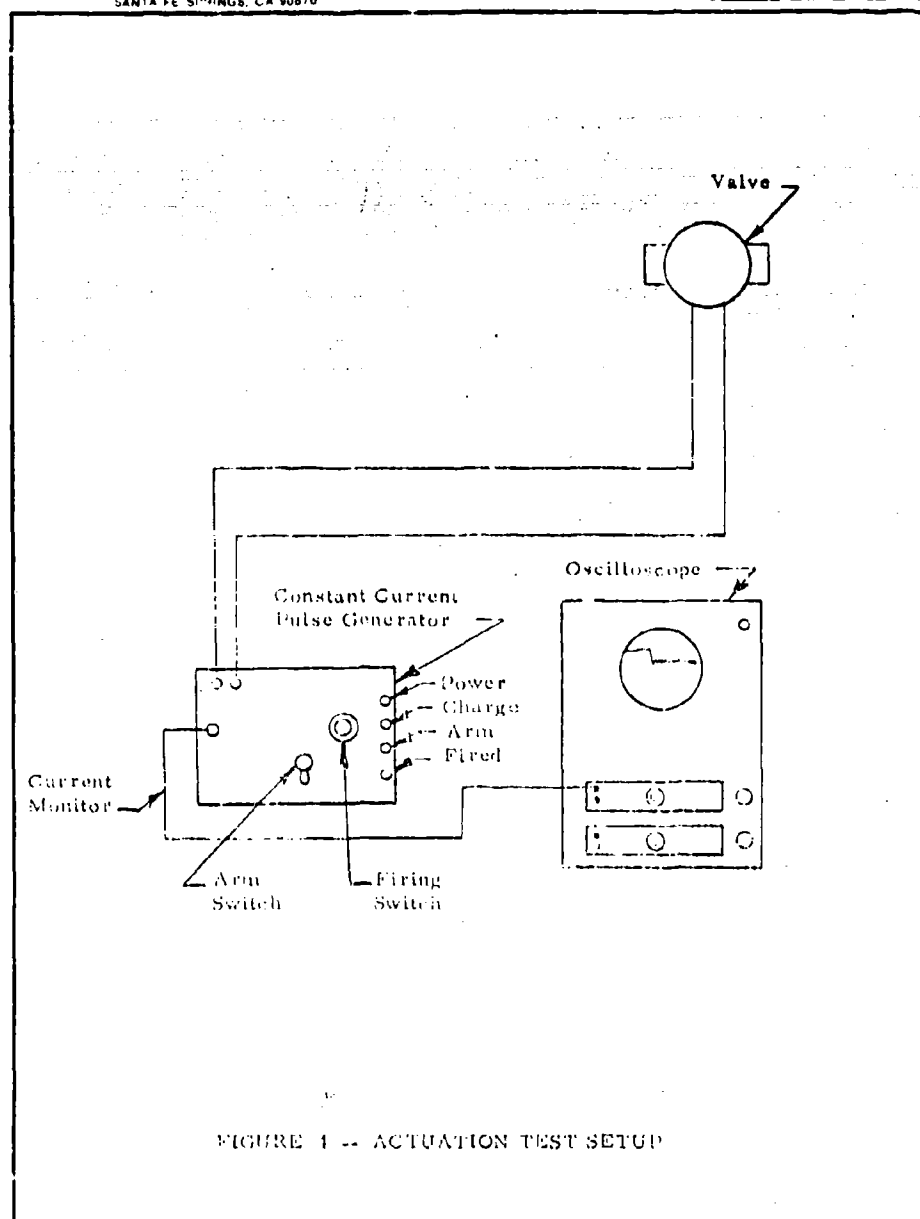 SANTA FE SPRINGS, CA 90670
Valve
Oscilloscope
Constant Current
Pulse Generator
Power
Charge
Arm
Fired
Current
Monitor
Arm
Switch
Firing
Switch
FIGURE 4 -- ACTUATION TEST SETUP